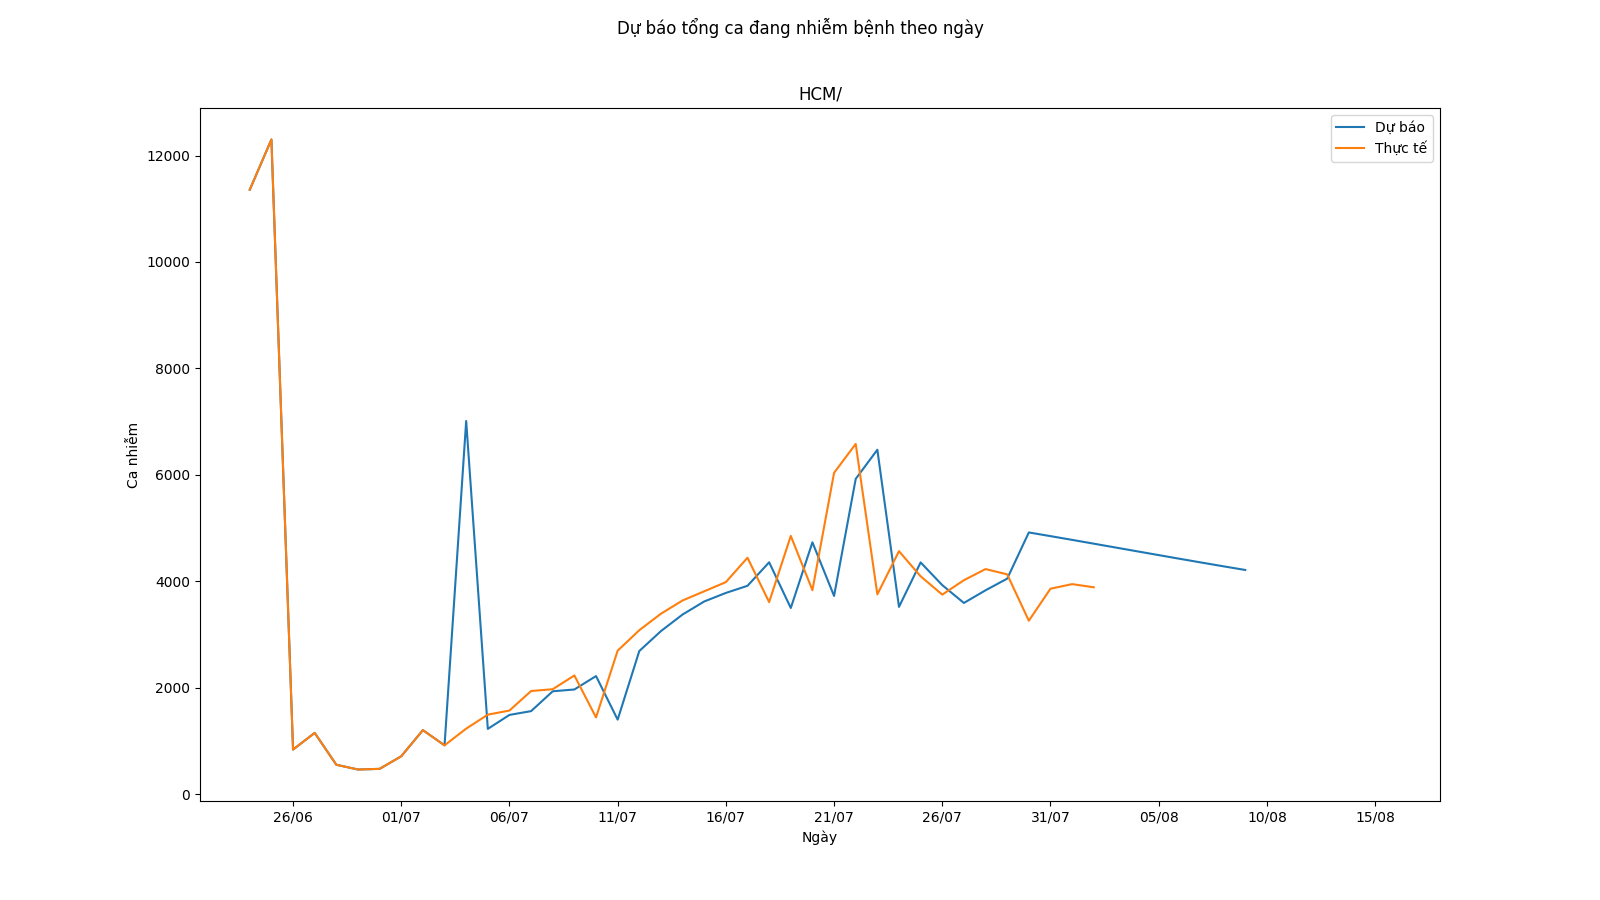 Dự báo tổng ca đang nhiễm bệnh theo ngày
HCM/
Dự báo
Thực tế
12000
10000
8000
6000
4000
2000
0
Ca nhiễm
26/06 01/07 06/07 11/07 16/07 21/07 26/07 31/07 05/08 10/08 15/08
Ngày